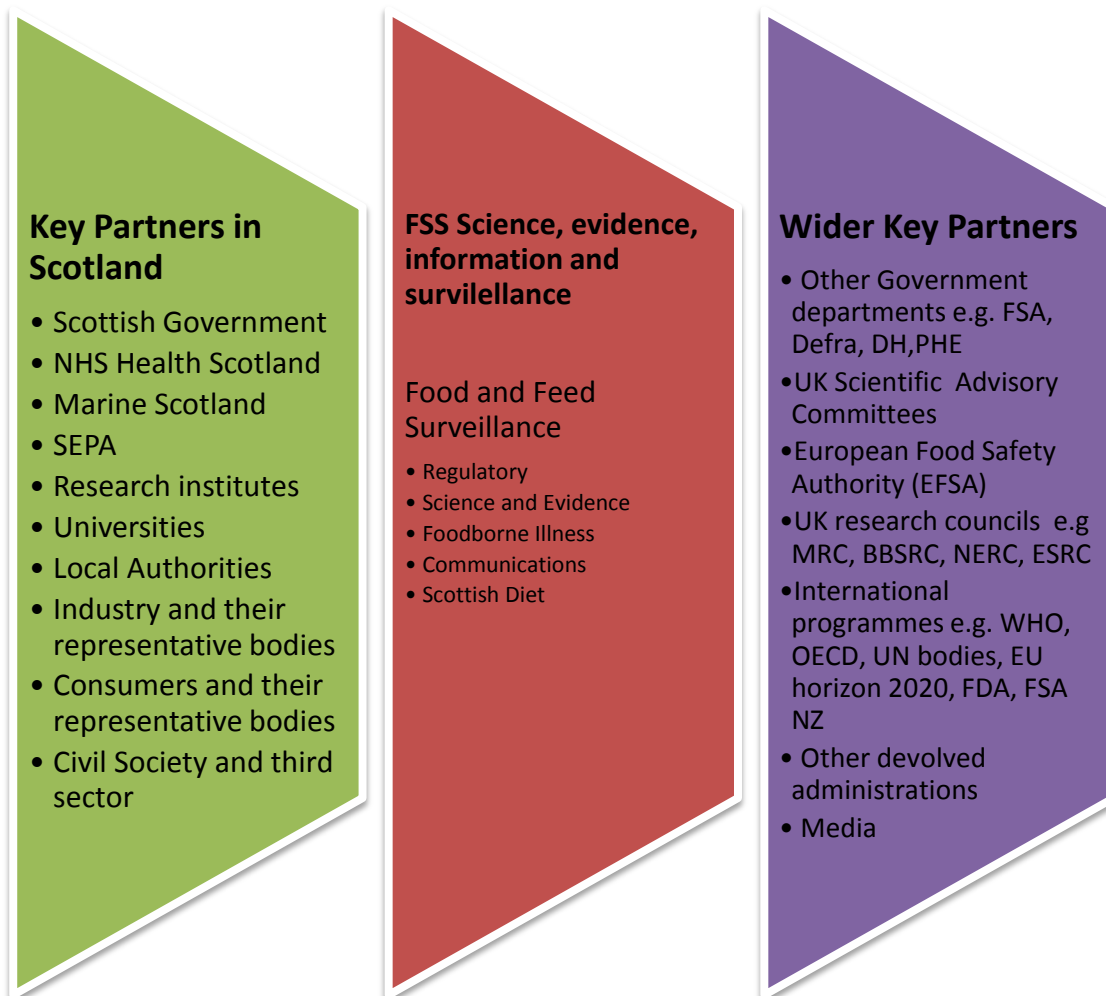 Key Partners in
Scotland
• Scottish Government
• NHS Health Scotland
• Marine Scotland
• SEPA
• Research institutes
• Universities
• Local Authorities
• Industry and their
representative bodies
• Consumers and their
representative bodies
• Civil Society and third
sector
FSS Science, evidence,
information and
survilellance
Food and Feed
Surveillance
• Regulatory
• Science and Evidence
• Foodborne Illness
• Communications
• Scottish Diet
Wider Key Partners
• Other Government
departments e.g. FSA,
Defra, DH,PHE
•UK Scientific Advisory
Committees
•European Food Safety
Authority (EFSA)
•UK research councils e.g
MRC, BBSRC, NERC, ESRC
•International
programmes e.g. WHO,
OECD, UN bodies, EU
horizon 2020, FDA, FSA
NZ
• Other devolved
administrations
• Media